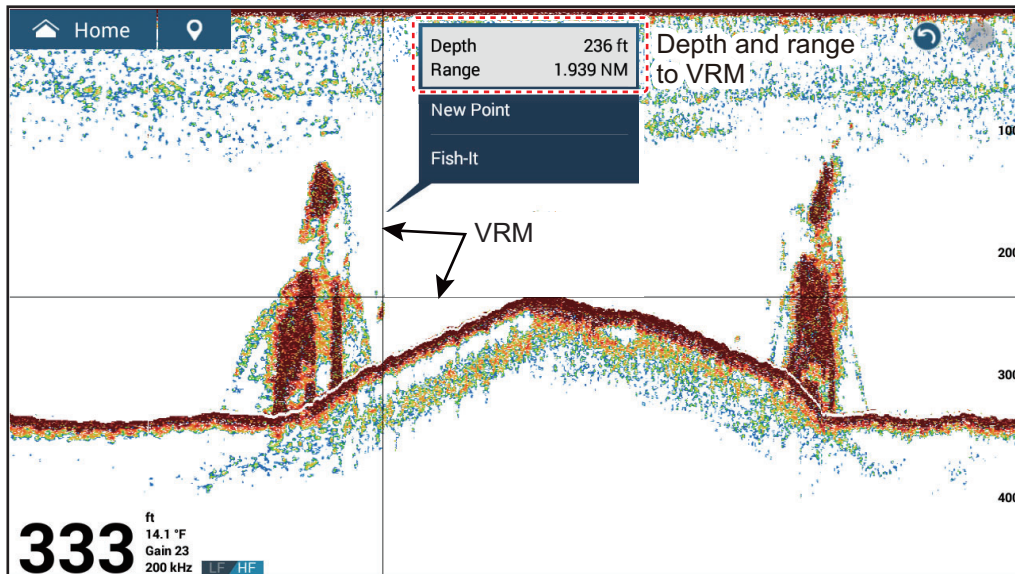 Home
Depth 236 ft
Range 1.939 NM
Depth and range
to VRM
New Point
Fish-It
100
VRM
200
300
400
333
ft
14.1 °F
Gain 23
200 kHz LF HF